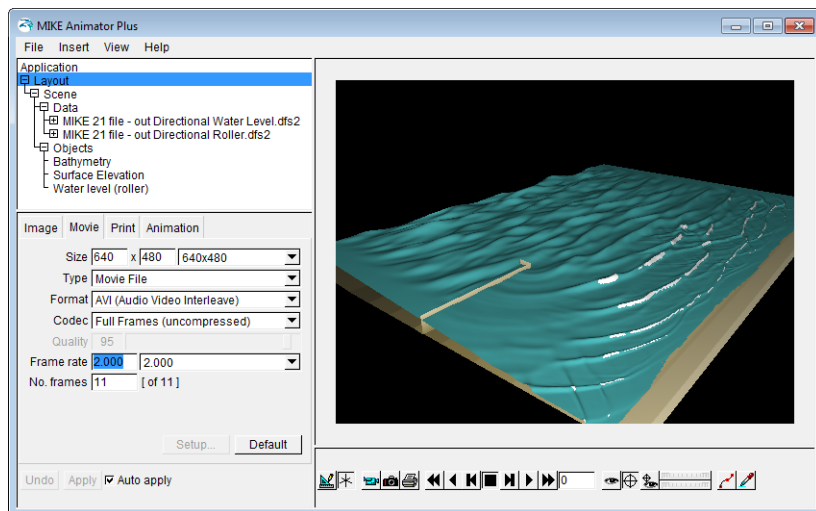 MIKE Animator Plus
File Insert View Help
Application
Layout
Scene
Data
MIKE 21 file - out Directional Water Level.dfs2
MIKE 21 file - out Directional Roller.dfs2
Objects
Bathymetry
Surface Elevation
Water level (roller)
Image Movie Print Animation
Size 640 x 480 640x480
Type Movie File
Format AVI (Audio Video Interleave)
Codec Full Frames (uncompressed)
Quality 95
Frame rate 2.000 2.000
No. frames 11 [ of 11 ]
Setup... Default
Undo Apply Auto apply
0